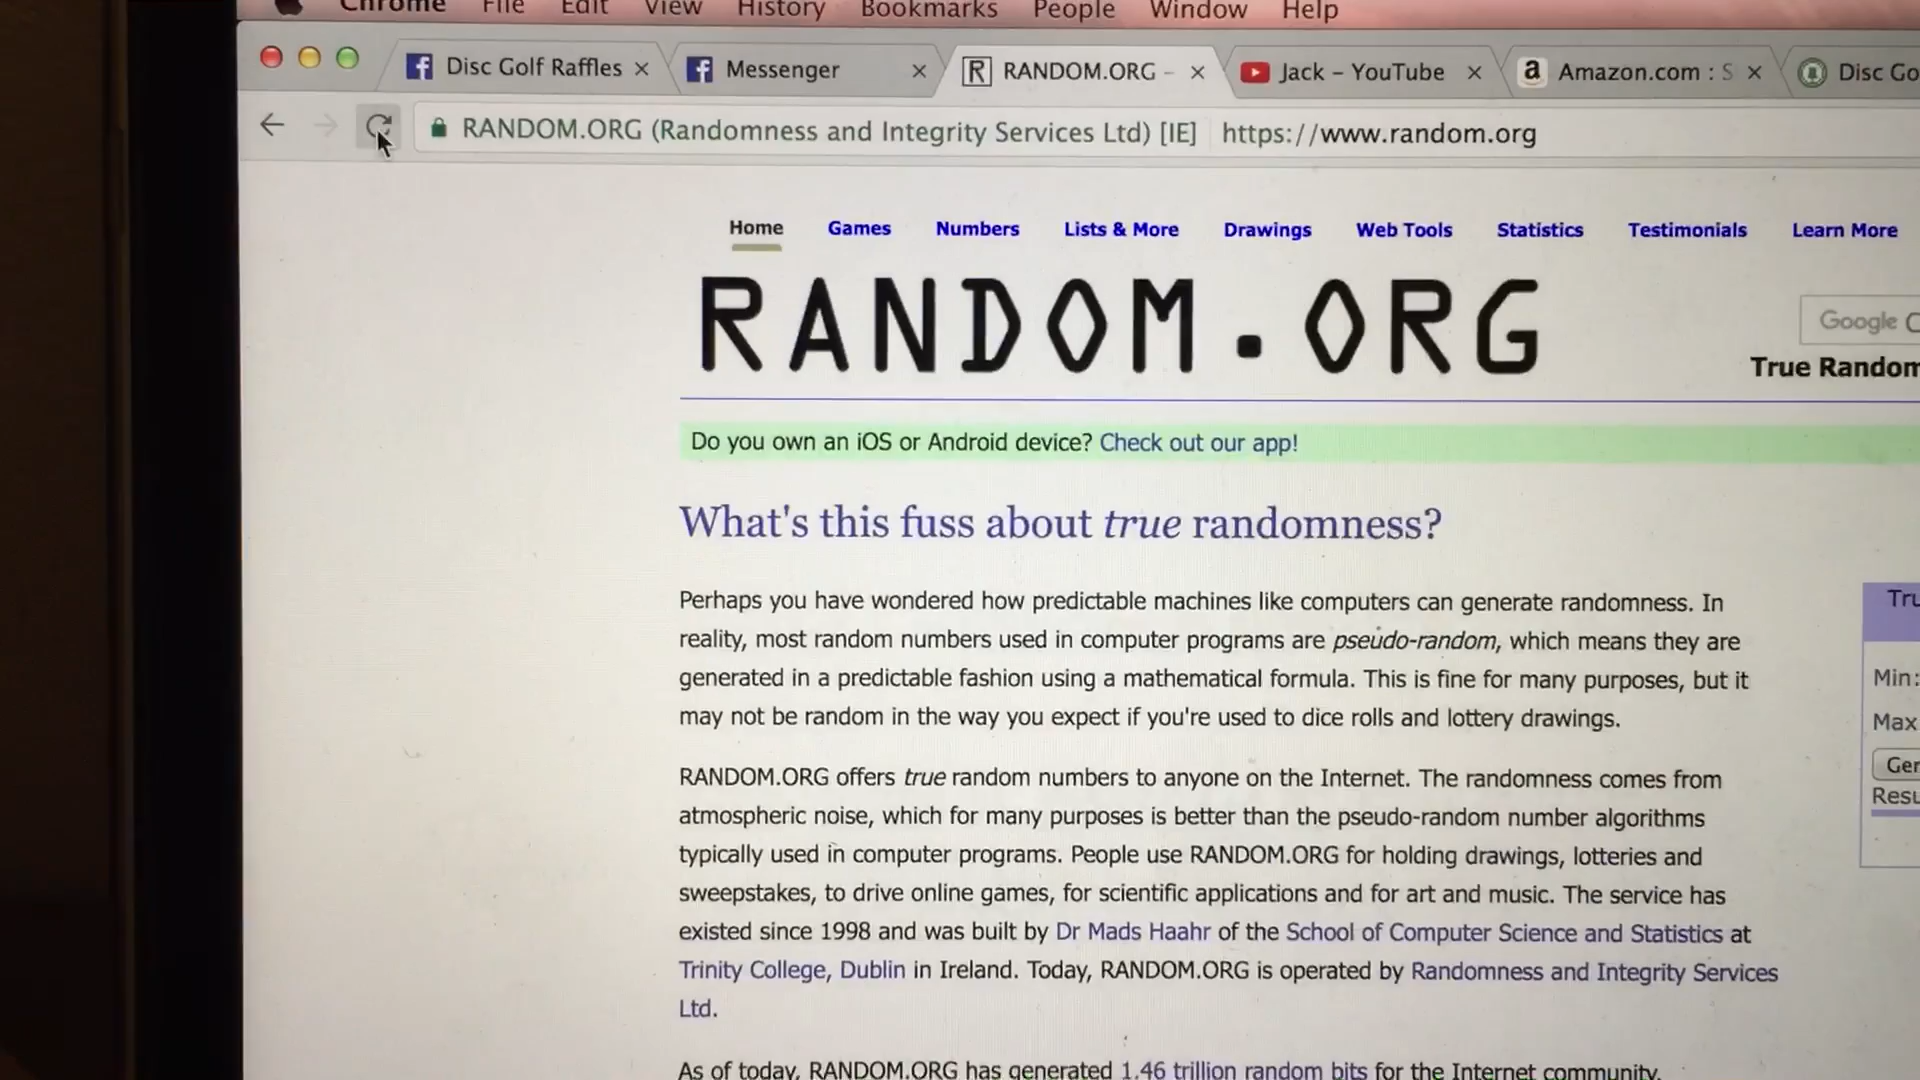 Chrome File Edit View History Bookmarks People Window Help
Disc Golf Raffles Messenger RANDOM.ORG – Jack – YouTube Amazon.com : S Disc Go
RANDOM.ORG (Randomness and Integrity Services Ltd) [IE] https://www.random.org
Home Games Numbers Lists & More Drawings Web Tools Statistics Testimonials Learn More
RANDOM.ORG
Google
True Random
Do you own an iOS or Android device? Check out our app!
What's this fuss about true randomness?
Perhaps you have wondered how predictable machines like computers can generate randomness. In
reality, most random numbers used in computer programs are pseudo-random, which means they are
generated in a predictable fashion using a mathematical formula. This is fine for many purposes, but it
may not be random in the way you expect if you're used to dice rolls and lottery drawings.
RANDOM.ORG offers true random numbers to anyone on the Internet. The randomness comes from
atmospheric noise, which for many purposes is better than the pseudo-random number algorithms
typically used in computer programs. People use RANDOM.ORG for holding drawings, lotteries and
sweepstakes, to drive online games, for scientific applications and for art and music. The service has
existed since 1998 and was built by Dr Mads Haahr of the School of Computer Science and Statistics at
Trinity College, Dublin in Ireland. Today, RANDOM.ORG is operated by Randomness and Integrity Services
Ltd.
As of today, RANDOM.ORG has generated 1.46 trillion random bits for the Internet community.
Tru
Min:
Max
Ger
Resu